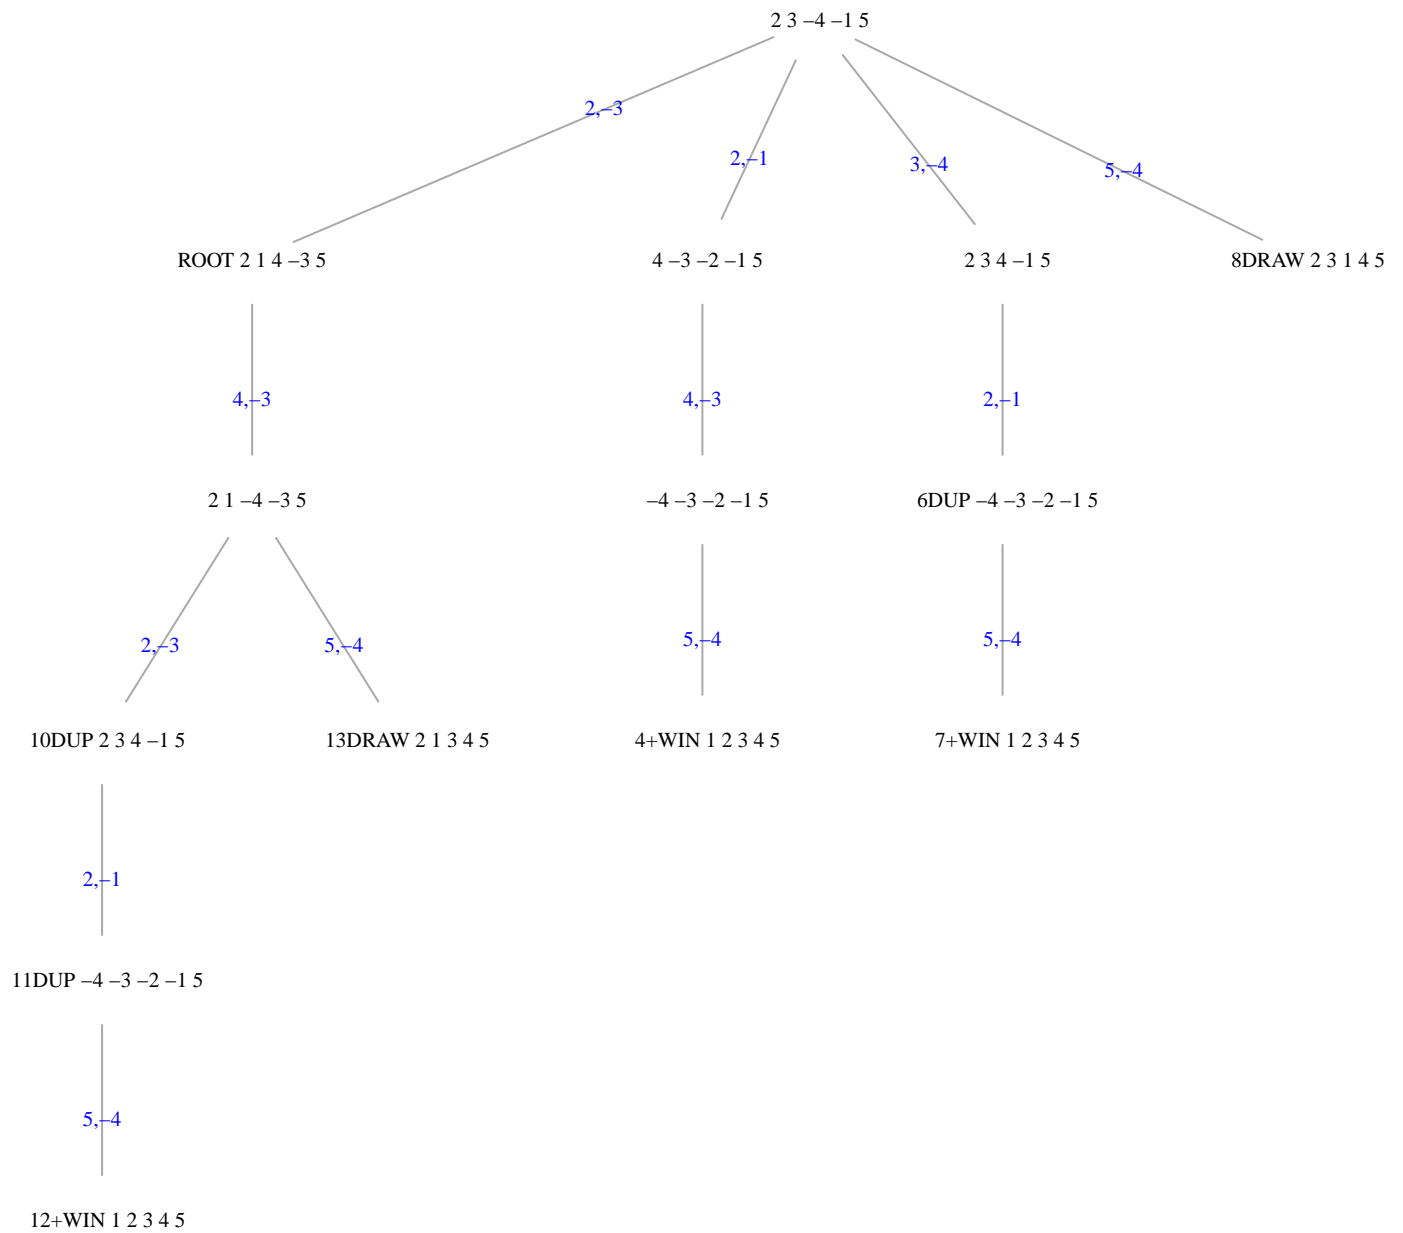 2 3 –4 –1 5
2,–3
2,–1
3,–4
5,–4
ROOT 2 1 4 –3 5
4 –3 –2 –1 5
2 3 4 –1 5
8DRAW 2 3 1 4 5
4,–3
4,–3
2,–1
2 1 –4 –3 5
–4 –3 –2 –1 5
6DUP –4 –3 –2 –1 5
2,–3
5,–4
5,–4
5,–4
10DUP 2 3 4 –1 5
13DRAW 2 1 3 4 5
4+WIN 1 2 3 4 5
7+WIN 1 2 3 4 5
2,–1
11DUP –4 –3 –2 –1 5
5,–4
12+WIN 1 2 3 4 5